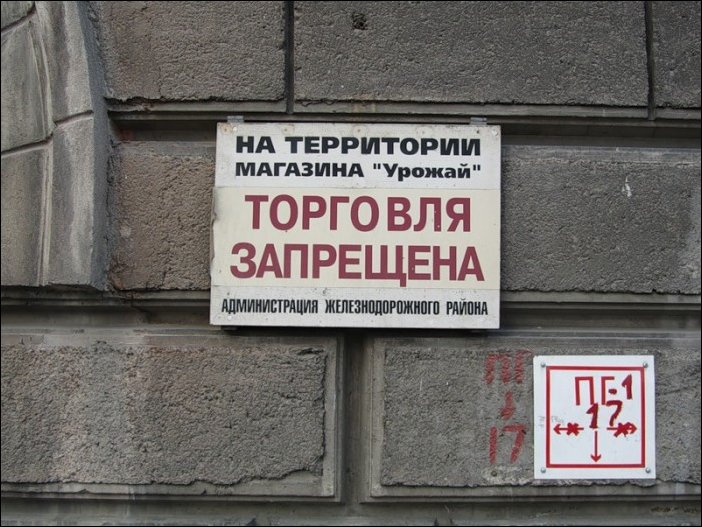 НА ТЕРРИТОРИИ
МАГАЗИНА "Урожай"
ТОРГОВЛЯ
ЗАПРЕЩЕНА
АДМИНИСТРАЦИЯ ЖЕЛЕЗНОДОРОЖНОГО РАЙОНА
ПГ-1
17
ПГ
17